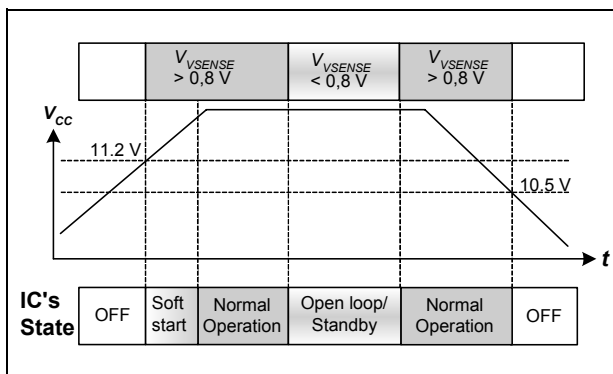 V_VSENSE > 0,8 V
V_VSENSE < 0,8 V
V_VSENSE > 0,8 V
V_CC
11.2 V
10.5 V
t
IC's State
OFF
Soft start
Normal Operation
Open loop/ Standby
Normal Operation
OFF